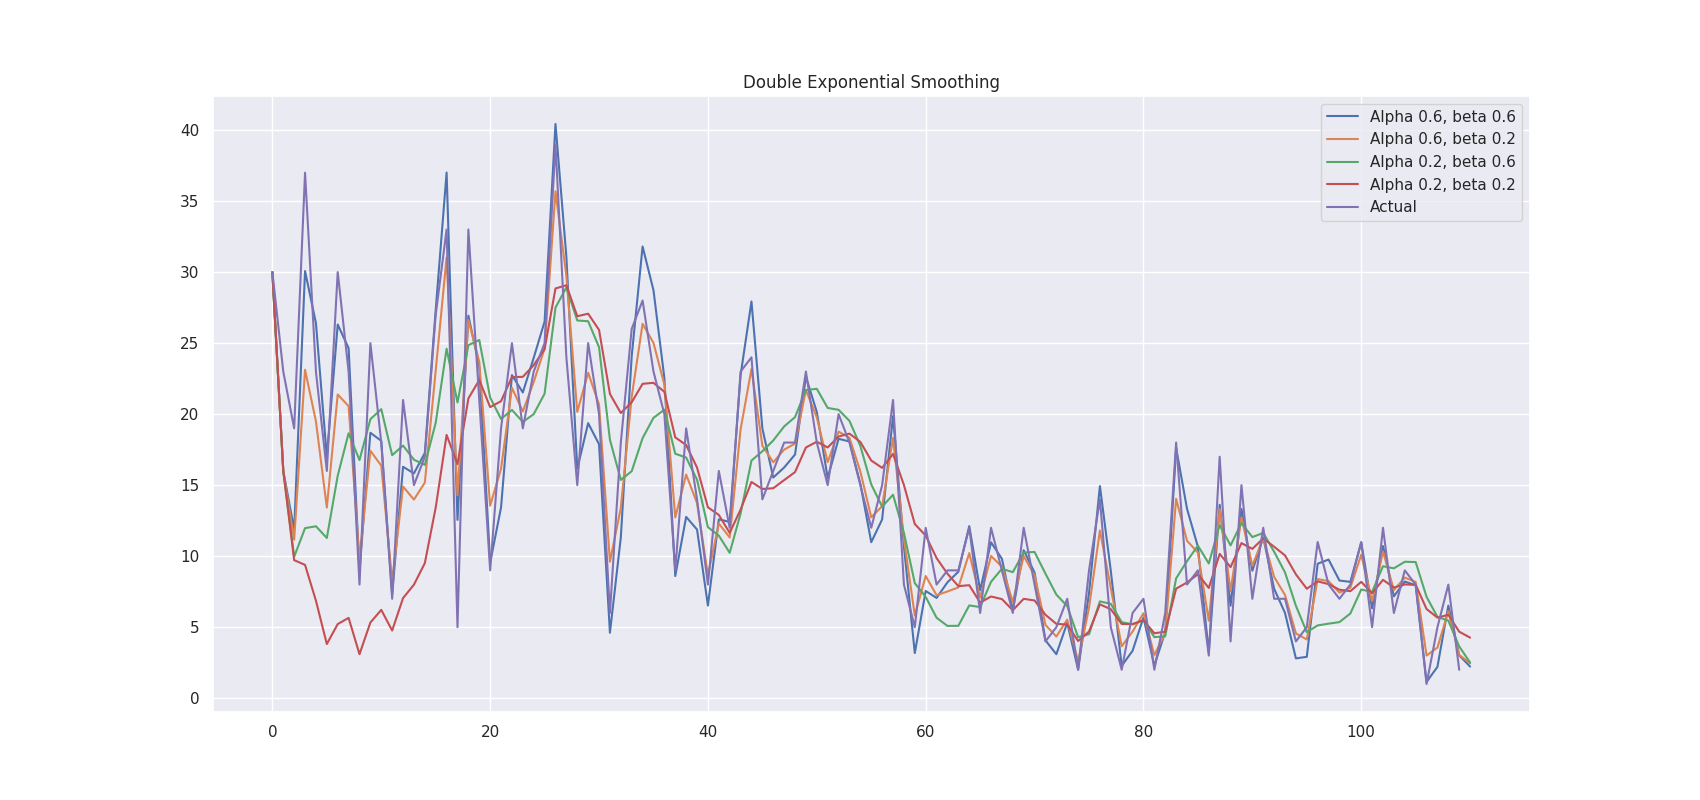 Double Exponential Smoothing
Alpha 0.6, beta 0.6
Alpha 0.6, beta 0.2
Alpha 0.2, beta 0.6
Alpha 0.2, beta 0.2
Actual
40
35
30
25
20
15
10
5
0
0 20 40 60 80 100